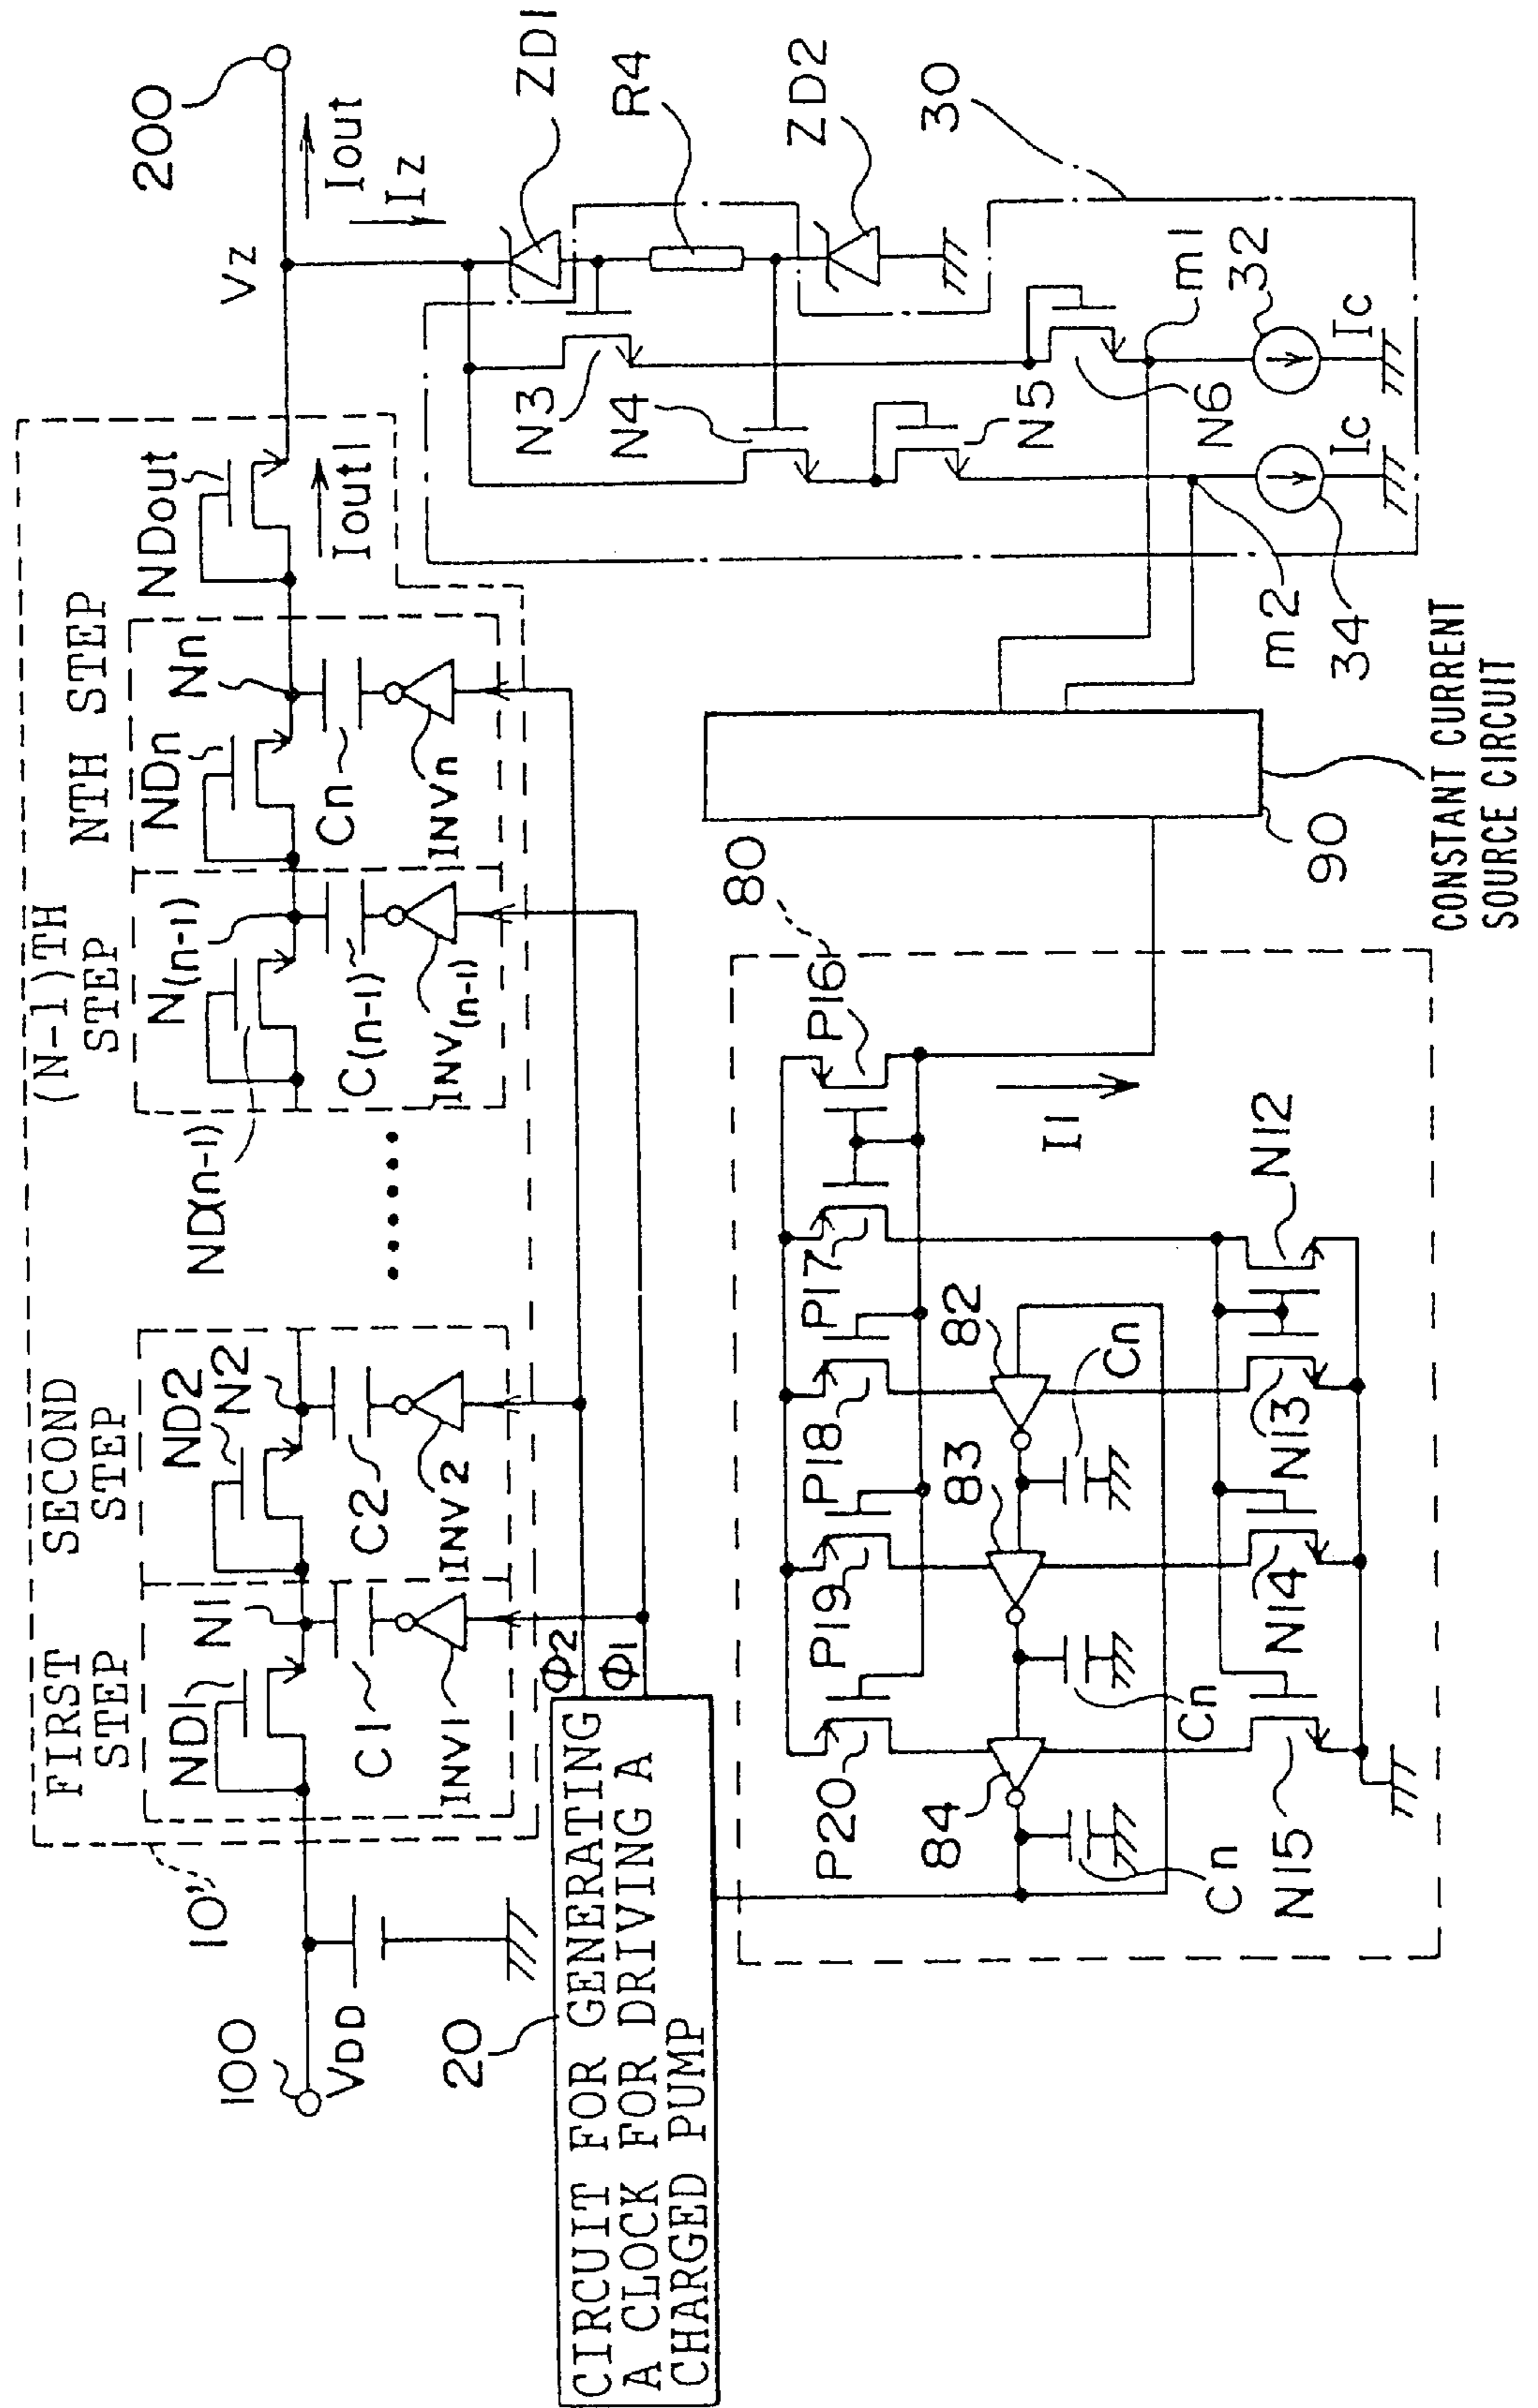 FIRST
STEP
SECOND
STEP
(N-1)TH
STEP
NTH STEP
ND1
N1
ND2
N2
ND(n-1)
N(n-1)
NDn
Nn
NDout
Iout1
Vz
200
Iout
Iz
C1
INV1
C2
INV2
C(n-1)
INV(n-1)
Cn
INVn
10'
100
VDD
Φ2
Φ1
20
CIRCUIT FOR GENERATING
A CLOCK FOR DRIVING A
CHARGED PUMP
ZD1
R4
ZD2
30
N3
N4
N5
N6
m1
32
Ic
m2
34
Ic
80
P20
P19
P18
P17
P16
84
83
82
Cn
Cn
Cn
I1
N15
N14
N13
N12
90
CONSTANT CURRENT
SOURCE CIRCUIT